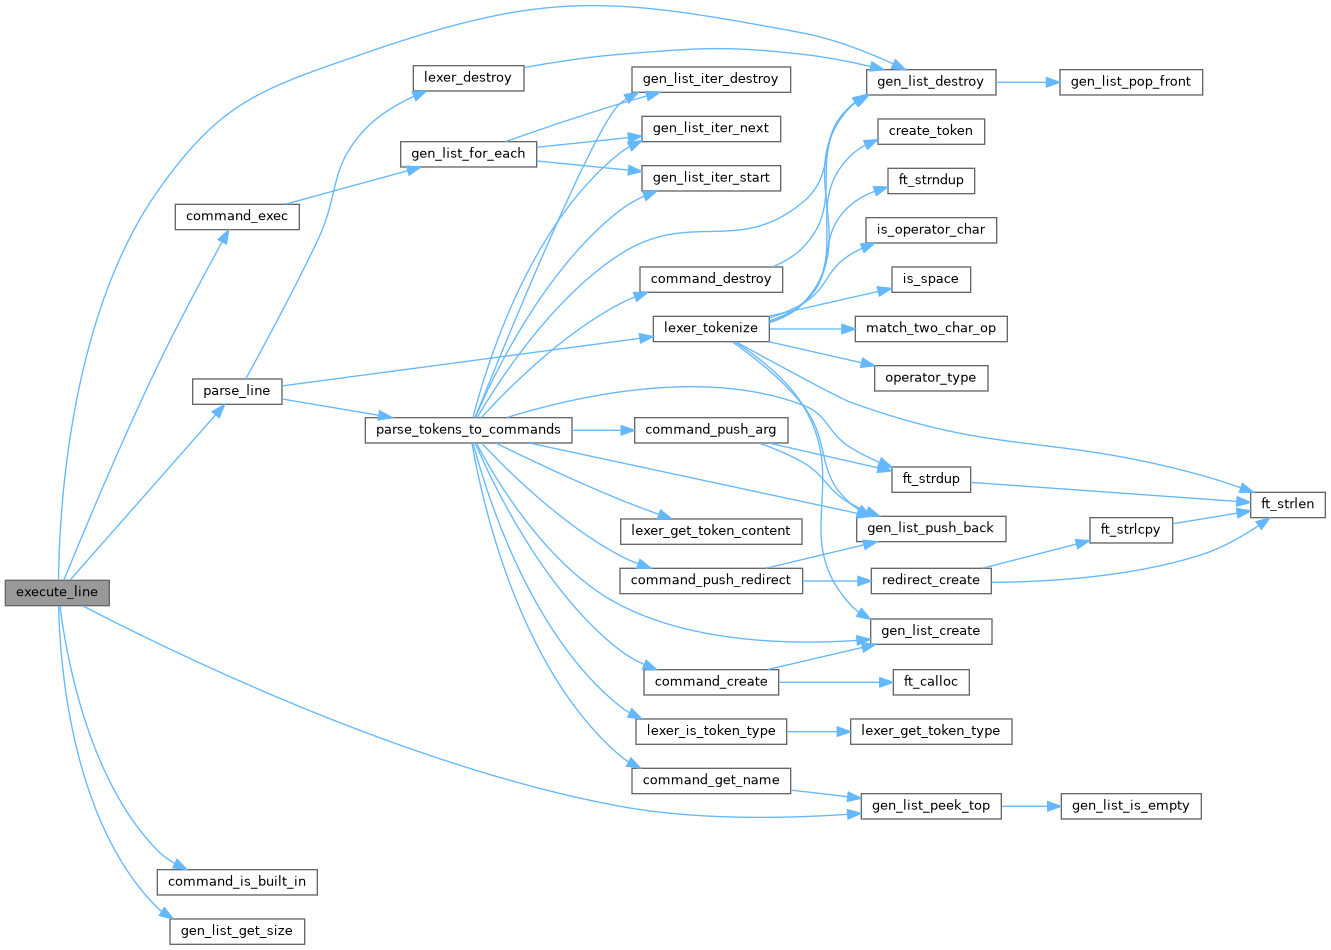 execute_line
command_exec
parse_line
command_is_built_in
gen_list_get_size
lexer_destroy
gen_list_for_each
parse_tokens_to_commands
gen_list_iter_destroy
gen_list_iter_next
gen_list_iter_start
command_destroy
lexer_tokenize
command_push_arg
lexer_get_token_content
command_push_redirect
command_create
lexer_is_token_type
command_get_name
gen_list_destroy
create_token
ft_strndup
is_operator_char
is_space
match_two_char_op
operator_type
ft_strdup
gen_list_push_back
redirect_create
gen_list_create
ft_calloc
lexer_get_token_type
gen_list_peek_top
gen_list_pop_front
ft_strlcpy
gen_list_is_empty
ft_strlen